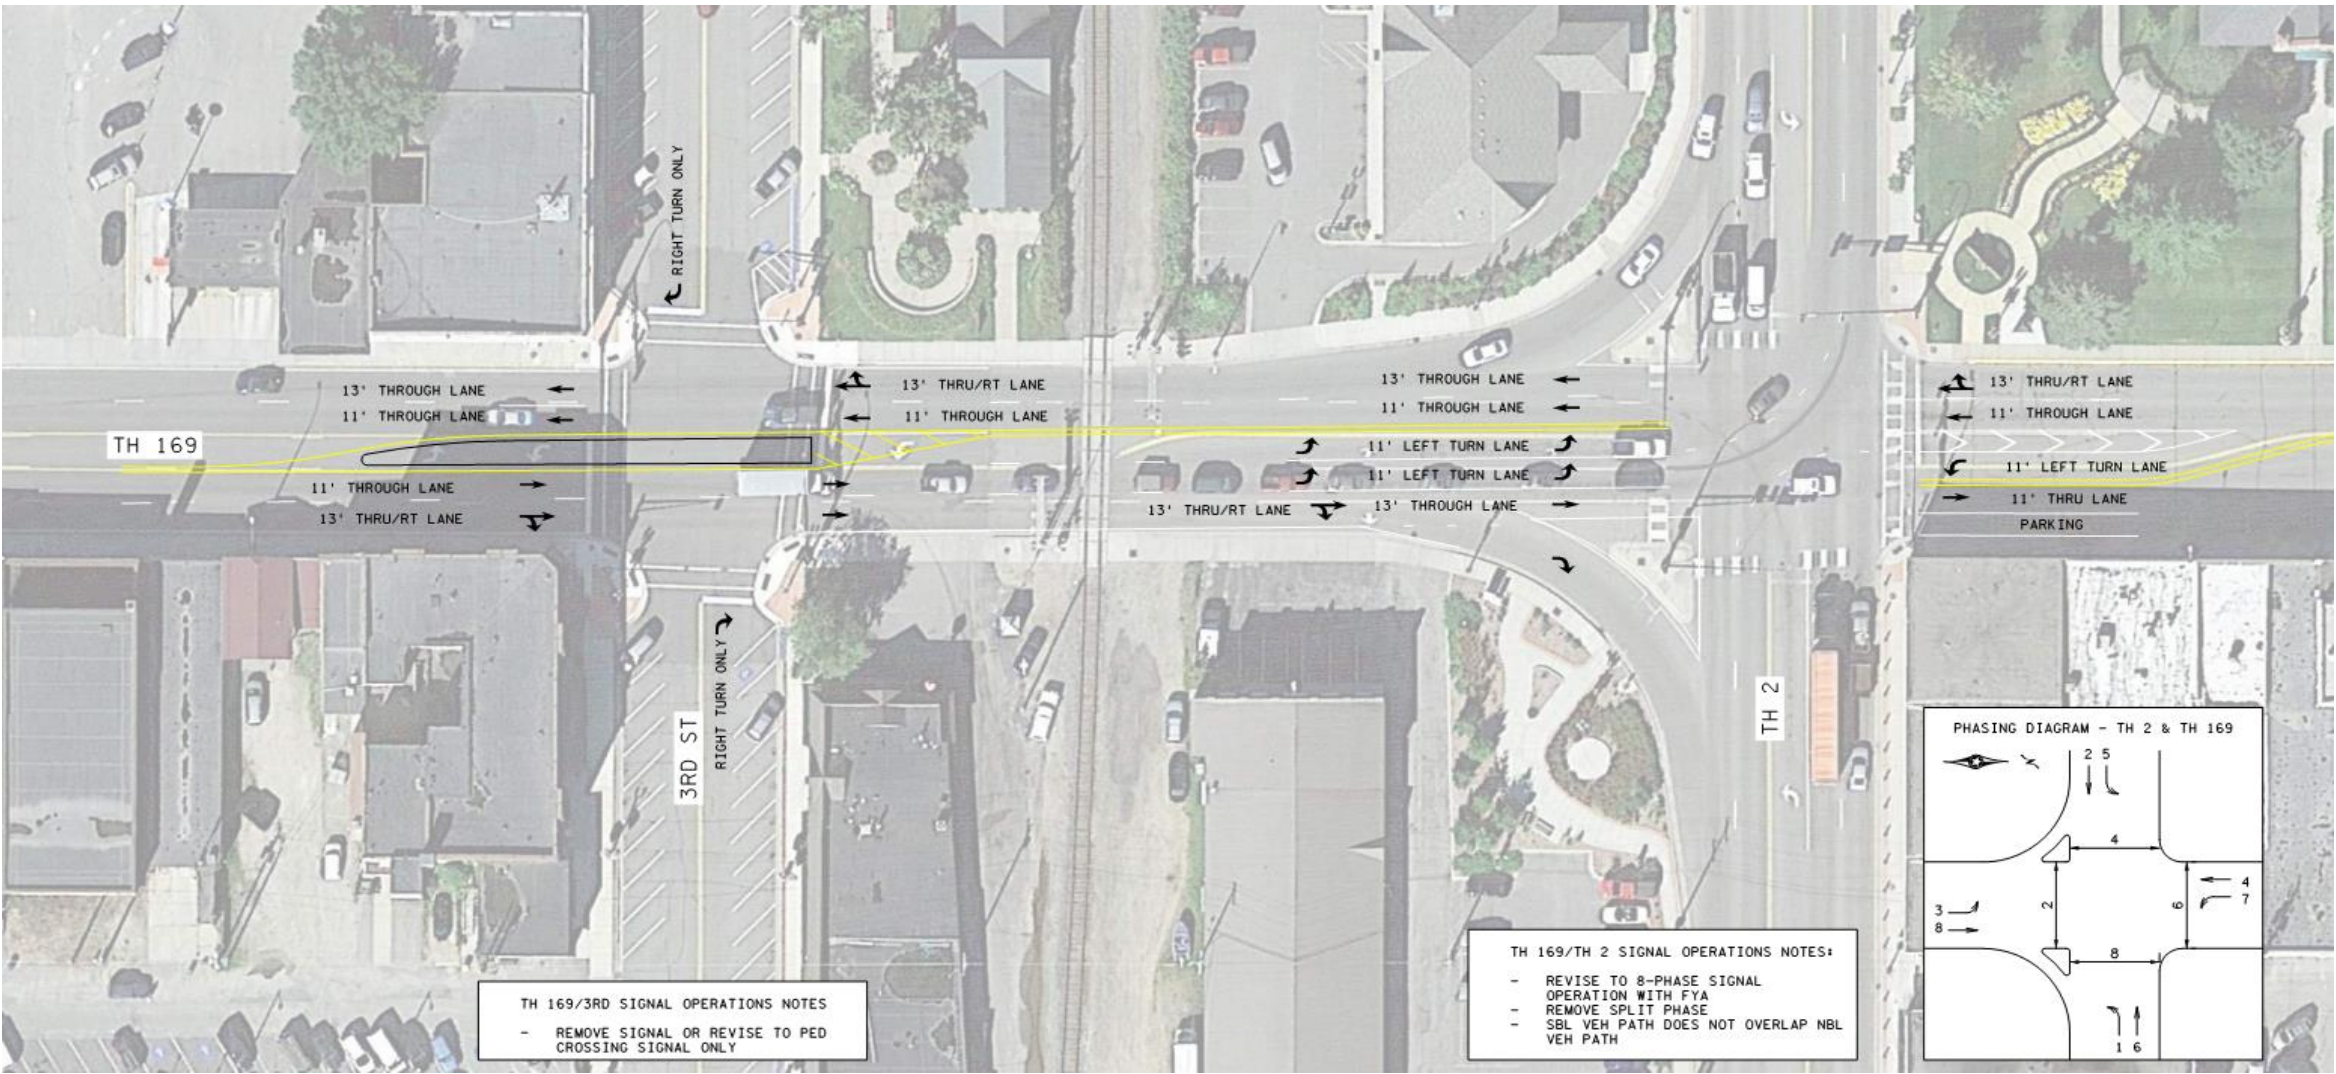 RIGHT TURN ONLY
13' THROUGH LANE
11' THROUGH LANE
TH 169
11' THROUGH LANE
13' THRU/RT LANE
13' THRU/RT LANE
11' THROUGH LANE
13' THROUGH LANE
11' THROUGH LANE
11' LEFT TURN LANE
11' LEFT TURN LANE
13' THRU/RT LANE
13' THROUGH LANE
13' THRU/RT LANE
11' THROUGH LANE
11' LEFT TURN LANE
11' THRU LANE
PARKING
3RD ST
RIGHT TURN ONLY
TH 2
TH 169/3RD SIGNAL OPERATIONS NOTES
- REMOVE SIGNAL OR REVISE TO PED
CROSSING SIGNAL ONLY
TH 169/TH 2 SIGNAL OPERATIONS NOTES:
- REVISE TO 8-PHASE SIGNAL
OPERATION WITH FYA
- REMOVE SPLIT PHASE
- SBL VEH PATH DOES NOT OVERLAP NBL
VEH PATH
PHASING DIAGRAM - TH 2 & TH 169
2 5
4
4
7
3
8
2
6
8
1 6